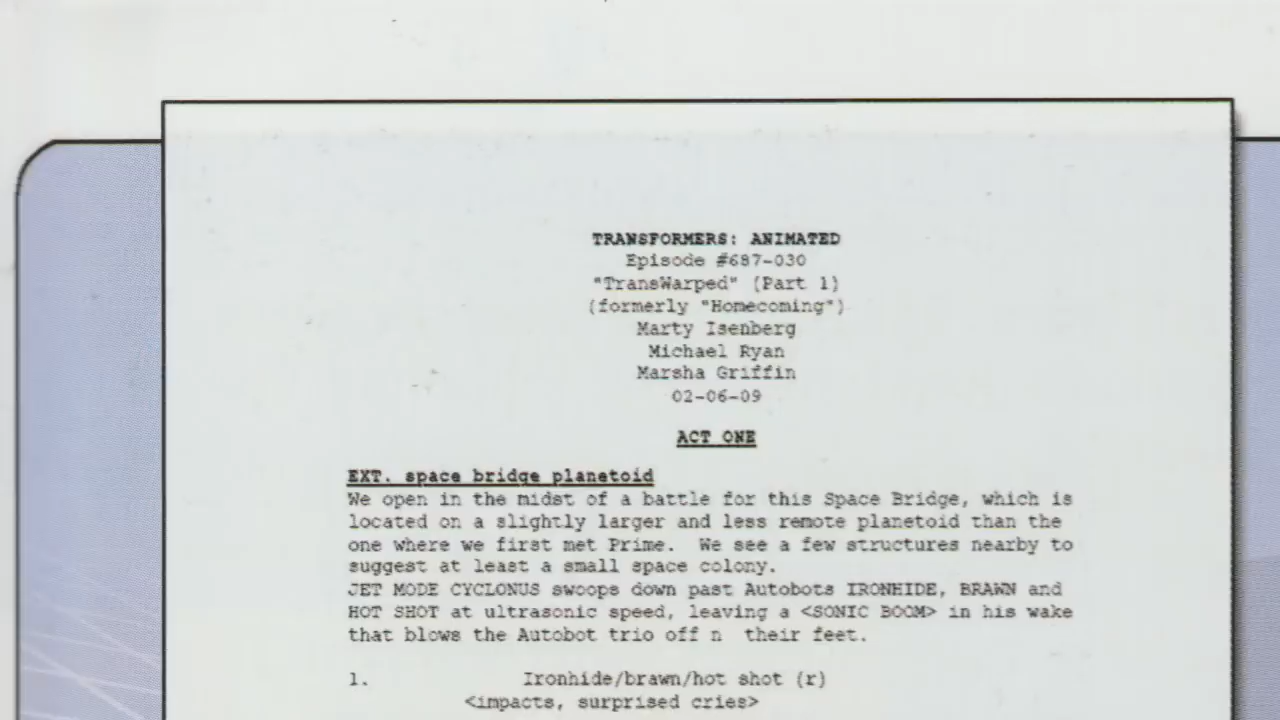 TRANSFORMERS: ANIMATED
Episode #687-030
"TransWarped" (Part 1)
(formerly "Homecoming")
Marty Isenberg
Michael Ryan
Marsha Griffin
02-06-09
ACT ONE
EXT. space bridge planetoid
We open in the midst of a battle for this Space Bridge, which is
located on a slightly larger and less remote planetoid than the
one where we first met Prime. We see a few structures nearby to
suggest at least a small space colony.
JET MODE CYCLONUS swoops down past Autobots IRONHIDE, BRAWN and
HOT SHOT at ultrasonic speed, leaving a <SONIC BOOM> in his wake
that blows the Autobot trio off n their feet.
1. Ironhide/brawn/hot shot (r)
<impacts, surprised cries>